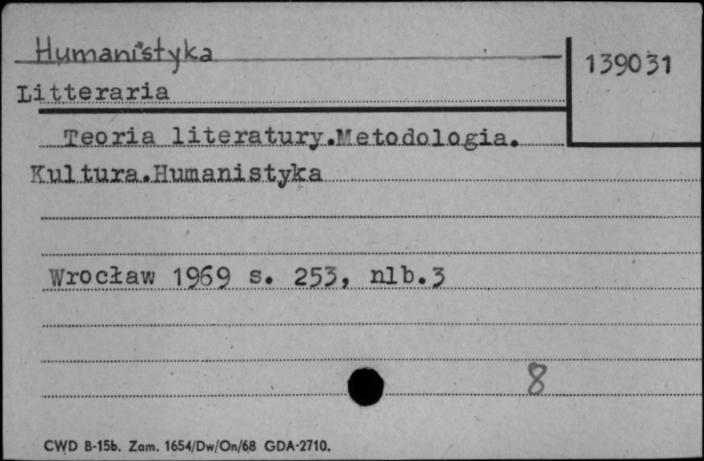 Humanistyka
139031
Litteraria
Teoria literatury.Metodologia.
Kultura.Humanistyka
Wrocław 1969 s. 253, nlb.3
8
CWD B-15b. Zam. 1654/Dw/On/68 GDA-2710.